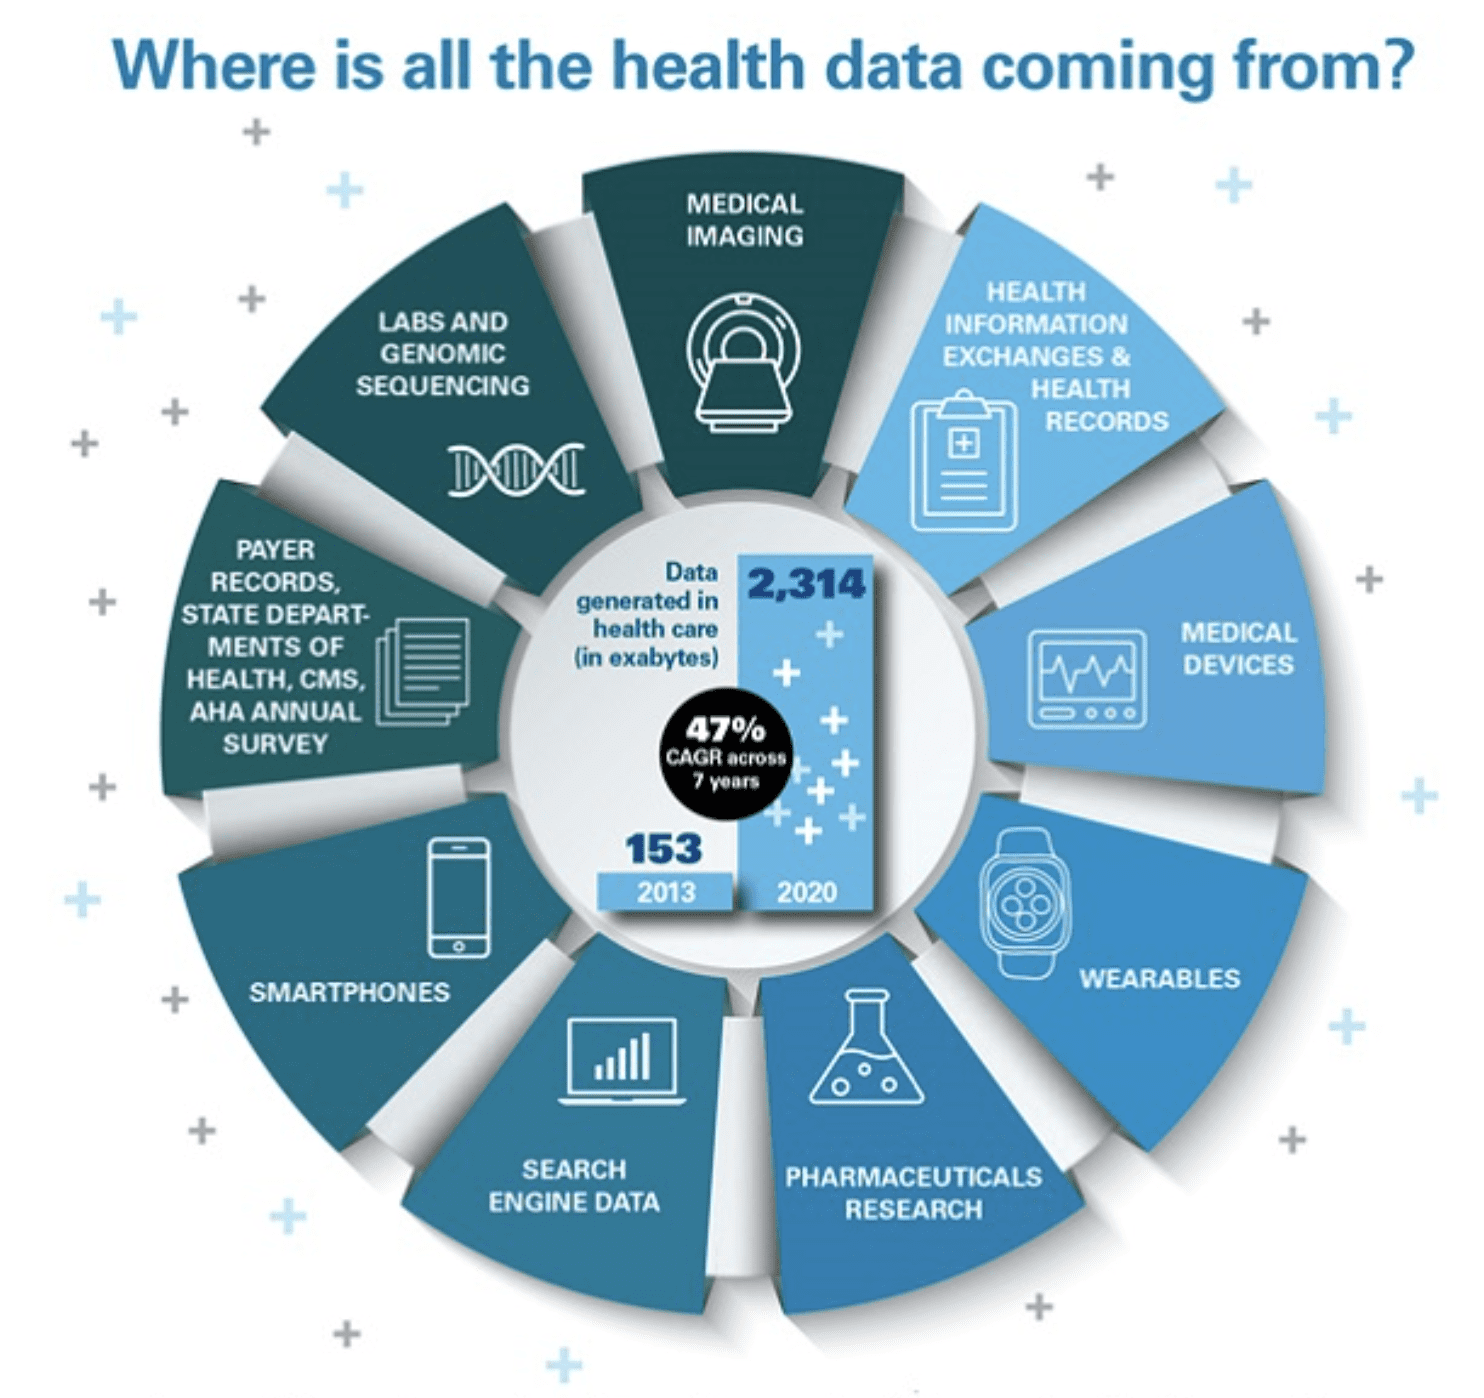 Where is all the health data coming from?
MEDICAL
IMAGING
HEALTH
INFORMATION
EXCHANGES &
HEALTH
RECORDS
MEDICAL
DEVICES
WEARABLES
PHARMACEUTICALS
RESEARCH
SEARCH
ENGINE DATA
SMARTPHONES
PAYER
RECORDS,
STATE DEPART-
MENTS OF
HEALTH, CMS,
AHA ANNUAL
SURVEY
LABS AND
GENOMIC
SEQUENCING
Data
generated in
health care
(in exabytes)
2,314
47%
CAGR across
7 years
153
2013
2020